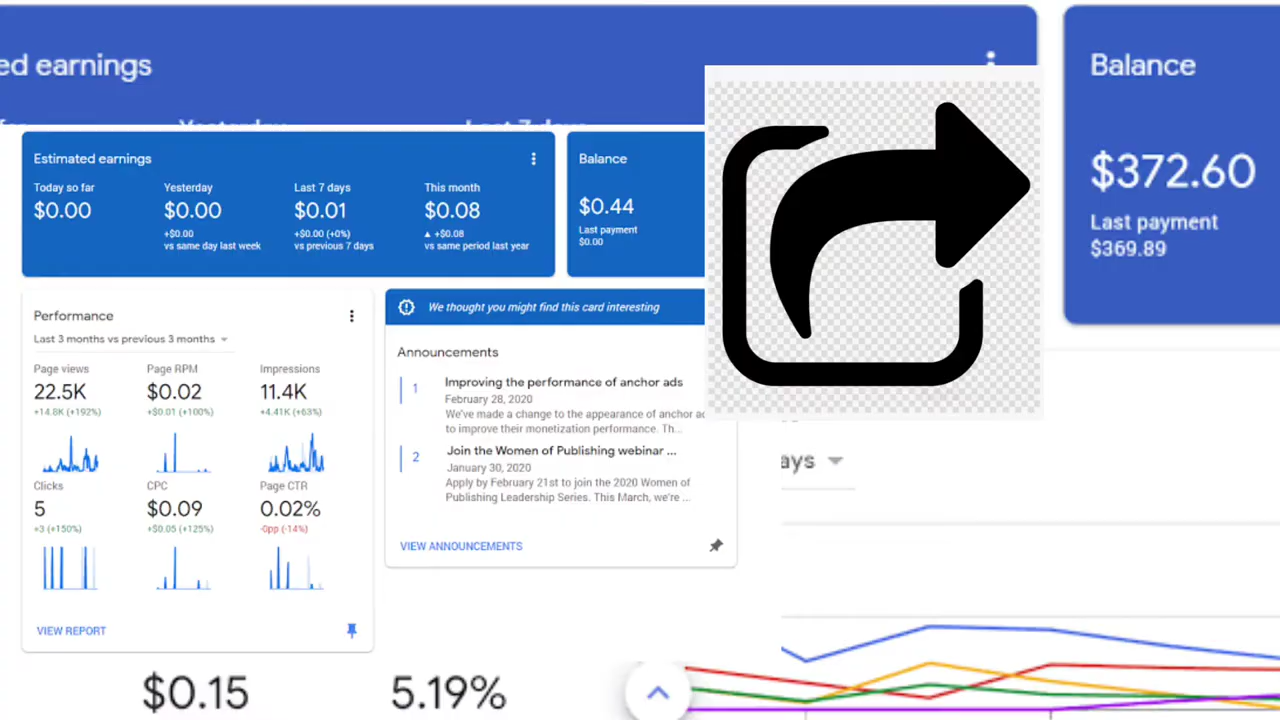 ed earnings
Balance
$372.60
Last payment
$369.89
Yesterday
Last 7 days
Estimated earnings
Today so far
$0.00
Yesterday
$0.00
+$0.00
vs same day last week
Last 7 days
$0.01
+$0.00 (+0%)
vs previous 7 days
This month
$0.08
▲ +$0.08
vs same period last year
Balance
$0.44
Last payment
$0.00
Performance
Last 3 months vs previous 3 months
Page views
22.5K
+14.8K (+192%)
Page RPM
$0.02
+$0.01 (+100%)
Impressions
11.4K
+4.41K (+63%)
Clicks
5
+3 (+150%)
CPC
$0.09
+$0.05 (+125%)
Page CTR
0.02%
-0pp (-14%)
VIEW REPORT
We thought you might find this card interesting
Announcements
1
Improving the performance of anchor ads
February 28, 2020
We've made a change to the appearance of anchor ad
to improve their monetization performance. Th...
2
Join the Women of Publishing webinar ...
January 30, 2020
Apply by February 21st to join the 2020 Women of
Publishing Leadership Series. This March, we're ...
VIEW ANNOUNCEMENTS
ays
$0.15
5.19%